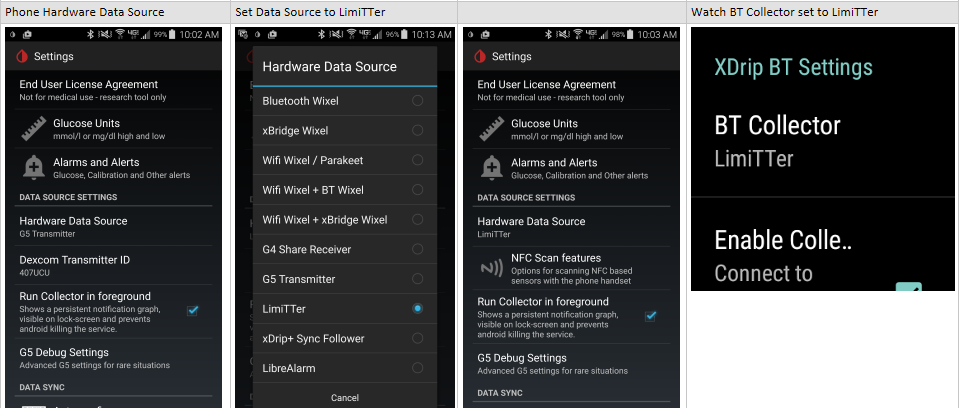 Phone Hardware Data Source
Set Data Source to LimiTTer
Watch BT Collector set to LimiTTer
99% 10:02 AM
Settings
End User License Agreement
Not for medical use - research tool only
Glucose Units
mmol/l or mg/dl high and low
Alarms and Alerts
Glucose, Calibration and Other alerts
DATA SOURCE SETTINGS
Hardware Data Source
G5 Transmitter
Dexcom Transmitter ID
407UCU
Run Collector in foreground
Shows a persistent notification graph,
visible on lock-screen and prevents
android killing the service.
G5 Debug Settings
Advanced G5 settings for rare situations
DATA SYNC
96% 10:13 AM
Hardware Data Source
Bluetooth Wixel
xBridge Wixel
Wifi Wixel / Parakeet
Wifi Wixel + BT Wixel
Wifi Wixel + xBridge Wixel
G4 Share Receiver
G5 Transmitter
LimiTTer
xDrip+ Sync Follower
LibreAlarm
Cancel
98% 10:03 AM
Settings
End User License Agreement
Not for medical use - research tool only
Glucose Units
mmol/l or mg/dl high and low
Alarms and Alerts
Glucose, Calibration and Other alerts
DATA SOURCE SETTINGS
Hardware Data Source
LimiTTer
NFC Scan features
Options for scanning NFC based
sensors with the phone handset
Run Collector in foreground
Shows a persistent notification graph,
visible on lock-screen and prevents
android killing the service.
G5 Debug Settings
Advanced G5 settings for rare situations
DATA SYNC
XDrip BT Settings
BT Collector
LimiTTer
Enable Colle..
Connect to